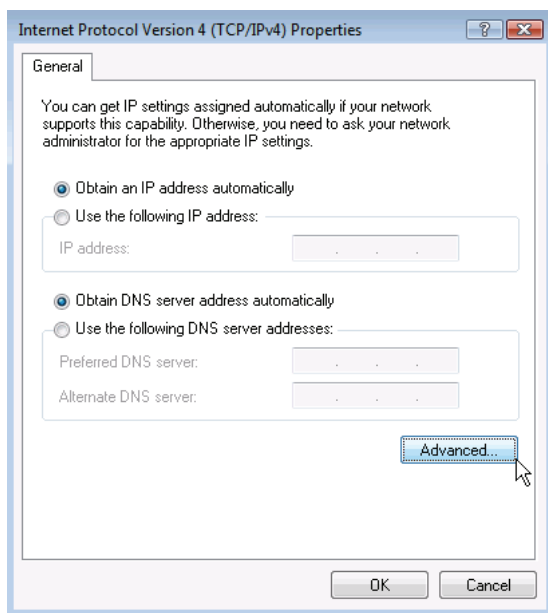 Internet Protocol Version 4 (TCP/IPv4) Properties
General
You can get IP settings assigned automatically if your network
supports this capability. Otherwise, you need to ask your network
administrator for the appropriate IP settings.
Obtain an IP address automatically
Use the following IP address:
IP address:
Obtain DNS server address automatically
Use the following DNS server addresses:
Preferred DNS server:
Alternate DNS server:
Advanced...
OK
Cancel